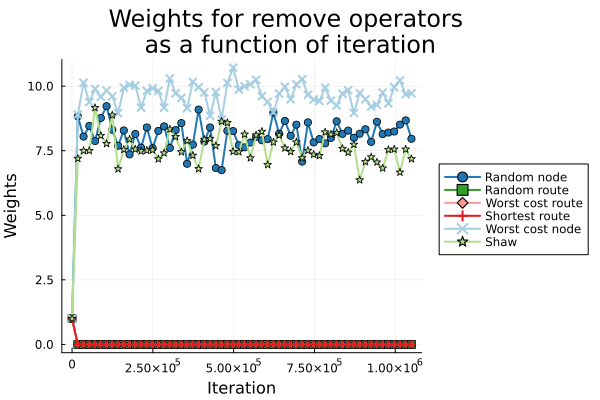 Weights for remove operators
as a function of iteration
10.0
7.5
5.0
2.5
0.0
Weights
0
2.50×10⁵
5.00×10⁵
7.50×10⁵
1.00×10⁶
Iteration
Random node
Random route
Worst cost route
Shortest route
Worst cost node
Shaw